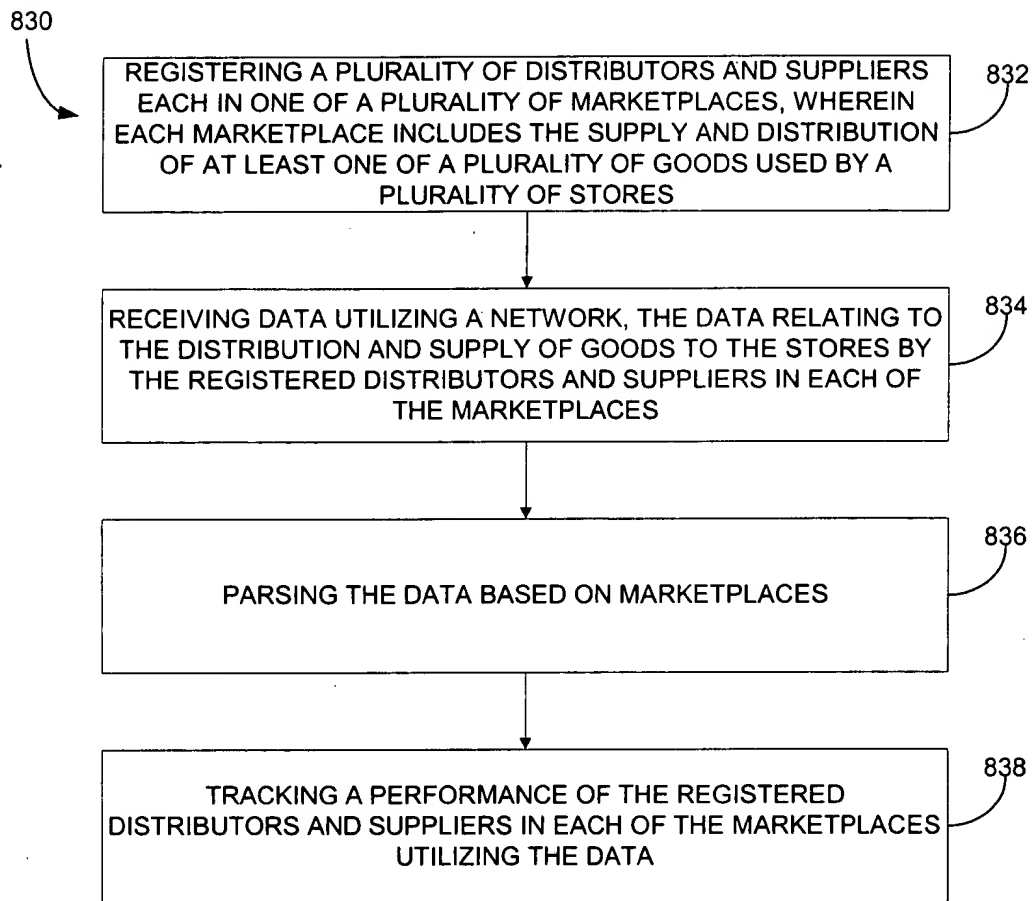 830
REGISTERING A PLURALITY OF DISTRIBUTORS AND SUPPLIERS
EACH IN ONE OF A PLURALITY OF MARKETPLACES, WHEREIN
EACH MARKETPLACE INCLUDES THE SUPPLY AND DISTRIBUTION
OF AT LEAST ONE OF A PLURALITY OF GOODS USED BY A
PLURALITY OF STORES
832
RECEIVING DATA UTILIZING A NETWORK, THE DATA RELATING TO
THE DISTRIBUTION AND SUPPLY OF GOODS TO THE STORES BY
THE REGISTERED DISTRIBUTORS AND SUPPLIERS IN EACH OF
THE MARKETPLACES
834
PARSING THE DATA BASED ON MARKETPLACES
836
TRACKING A PERFORMANCE OF THE REGISTERED
DISTRIBUTORS AND SUPPLIERS IN EACH OF THE MARKETPLACES
UTILIZING THE DATA
838